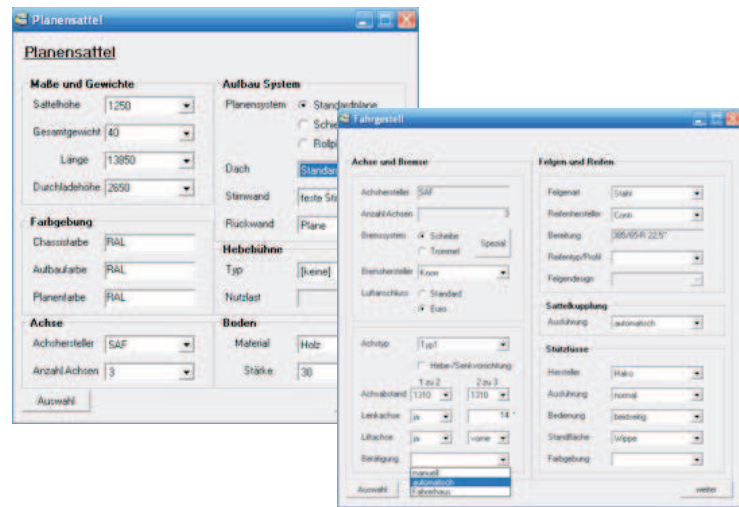 Planensattel
Planensattel
Maße und Gewichte
Sattelhöhe 1250
Gesamtgewicht 40
Länge 13850
Durchladehöhe 2650
Farbgebung
Chassisfarbe RAL
Aufbaufarbe RAL
Planenfarbe RAL
Achse
Achshersteller SAF
Anzahl Achsen 3
Auswahl
Aufbau System
Planensystem Standardplane
Dach Standar
Stirnwand feste Sti
Rückwand Plane
Hebebühne
Typ [keine]
Nutzlast
Boden
Material Holz
Stärke 30
Fahrgestell
Achse und Bremse
Achshersteller SAF
Anzahl Achsen 3
Bremssystem Scheibe
Trommel
Spezial
Bremshersteller Knorr
Luftanschluss Standard
Euro
Achstyp Typ1
Hebe-/Senkvorrichtung
1 zu 2 2 zu 3
Achsabstand 1310 1310
Lenkachse ja 14 °
Liftachse ja vorne
Betätigung
manuell
automatisch
Fahrerhaus
Auswahl
Felgen und Reifen
Felgenart Stahl
Reifenhersteller Conti
Bereifung 385/65 R 22,5"
Reifentyp/Profil
Felgendesign
Sattelkupplung
Ausführung automatisch
Stützfüsse
Hersteller Hako
Ausführung normal
Bedienung beidseitig
Standfläche Wippe
Farbgebung
weiter